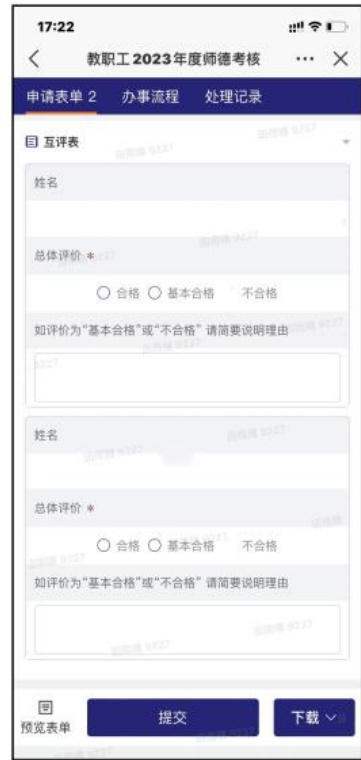 17:22
教职工2023年度师德考核
申请表单 2 办事流程 处理记录
互评表
姓名
总体评价 *
合格 基本合格 不合格
如评价为“基本合格”或“不合格” 请简要说明理由
姓名
总体评价 *
合格 基本合格 不合格
如评价为“基本合格”或“不合格” 请简要说明理由
预览表单
提交
下载